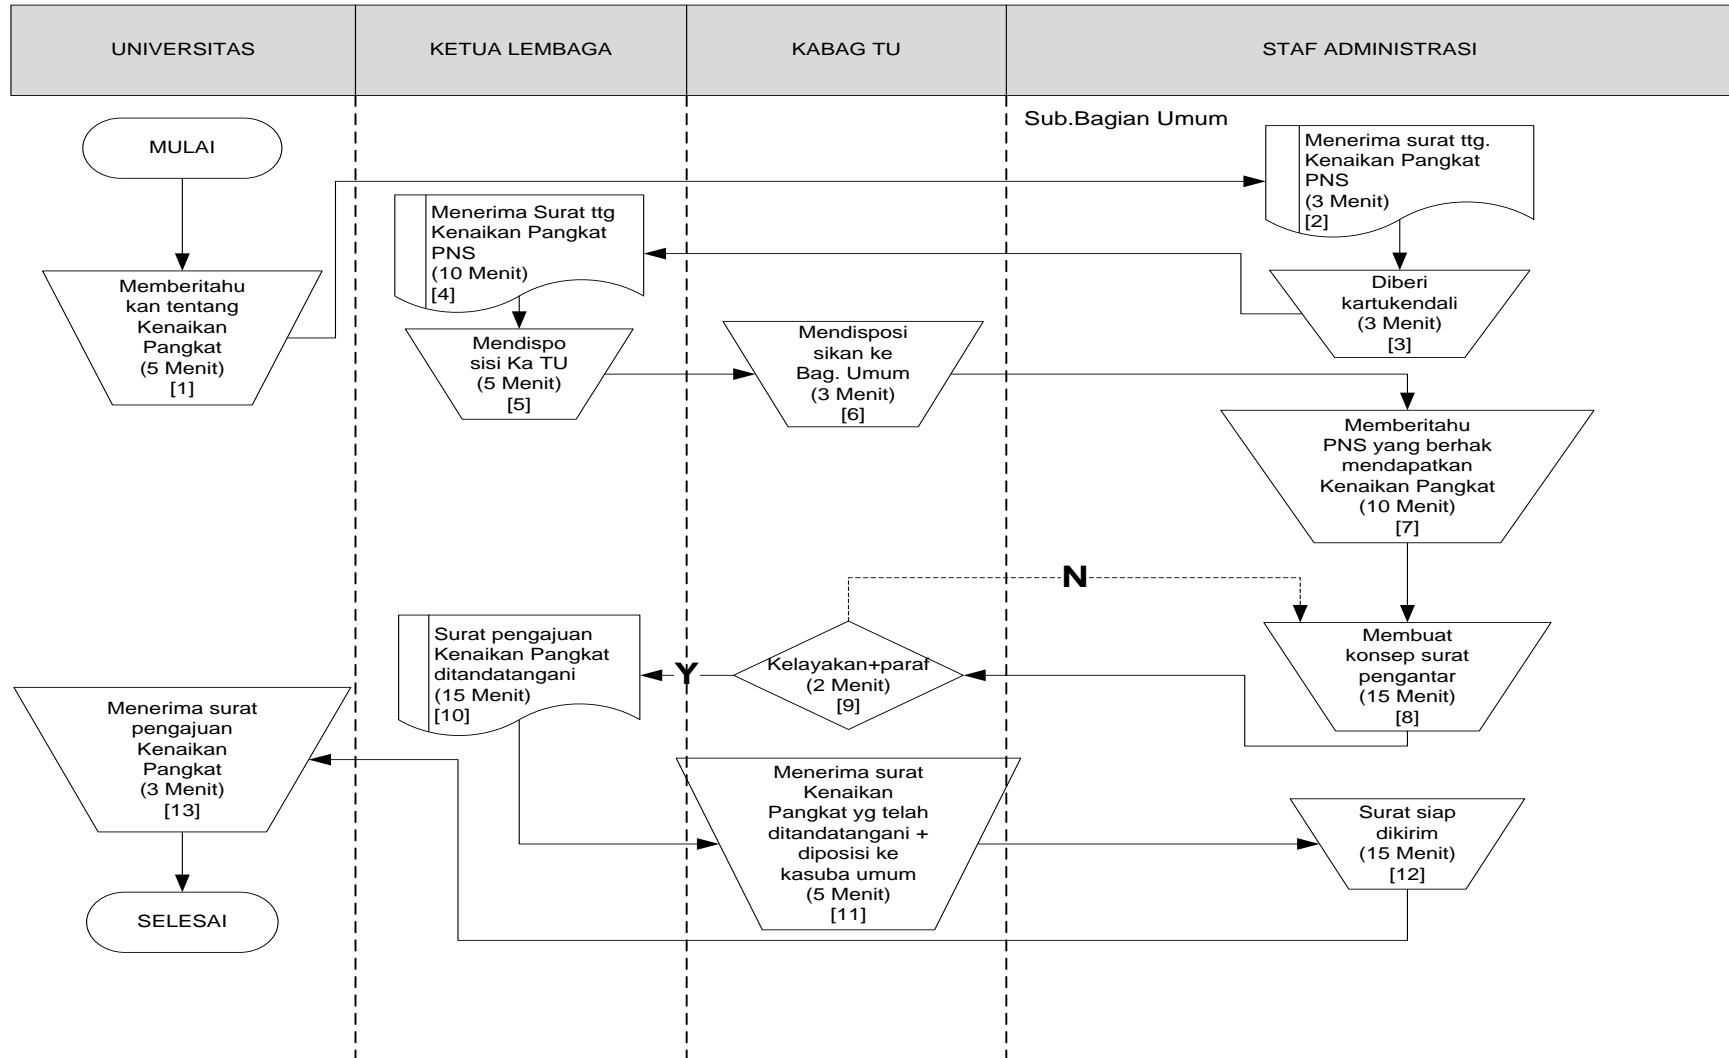 UNIVERSITAS
KETUA LEMBAGA
KABAG TU
STAF ADMINISTRASI
Sub.Bagian Umum
MULAI
Memberitahu
kan tentang
Kenaikan
Pangkat
(5 Menit)
[1]
Menerima surat ttg.
Kenaikan Pangkat
PNS
(3 Menit)
[2]
Diberi
kartukendali
(3 Menit)
[3]
Menerima Surat ttg
Kenaikan Pangkat
PNS
(10 Menit)
[4]
Mendispo
sisi Ka TU
(5 Menit)
[5]
Mendisposi
sikan ke
Bag. Umum
(3 Menit)
[6]
Memberitahu
PNS yang berhak
mendapatkan
Kenaikan Pangkat
(10 Menit)
[7]
N
Membuat
konsep surat
pengantar
(15 Menit)
[8]
Kelayakan+paraf
(2 Menit)
[9]
Y
Surat pengajuan
Kenaikan Pangkat
ditandatangani
(15 Menit)
[10]
Menerima surat
Kenaikan
Pangkat yg telah
ditandatangani +
diposisi ke
kasuba umum
(5 Menit)
[11]
Surat siap
dikirim
(15 Menit)
[12]
Menerima surat
pengajuan
Kenaikan
Pangkat
(3 Menit)
[13]
SELESAI